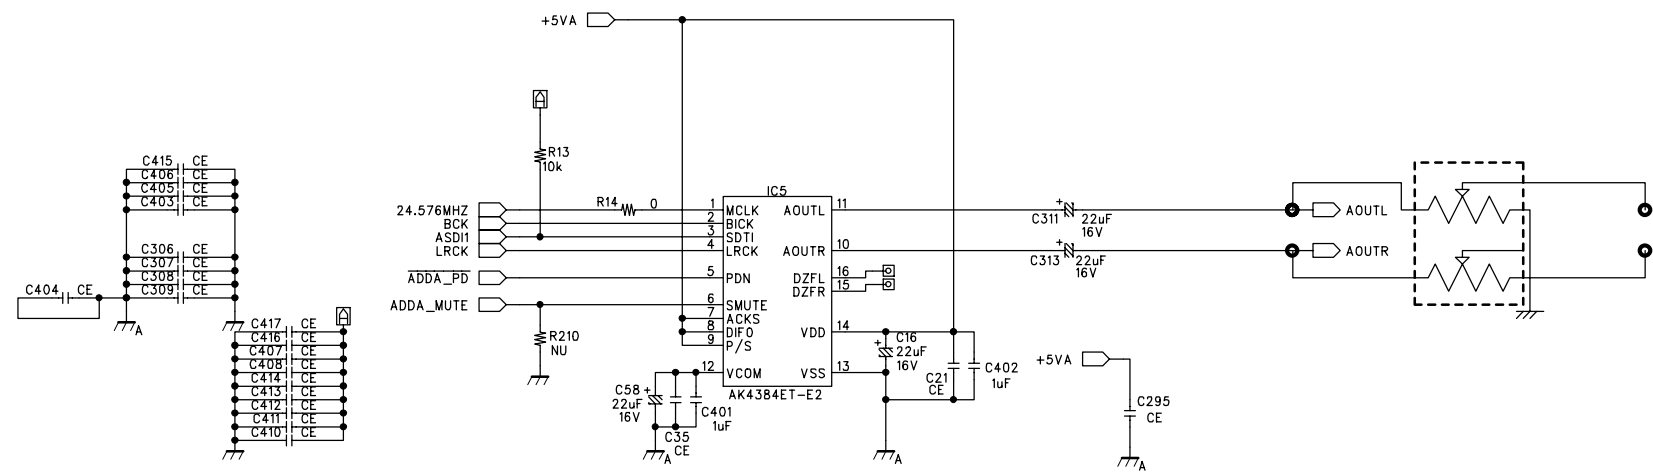 +5VA
A
R13
10k
C415 CE
C406 CE
C405 CE
C403 CE
C306 CE
C307 CE
C308 CE
C309 CE
C404 CE
A
A
C417 CE
C416 CE
C407 CE
C408 CE
C414 CE
C413 CE
C412 CE
C411 CE
C410 CE
24.576MHZ
BCK
ASDI1
LRCK
ADDA_PD
ADDA_MUTE
R14 0
R210
NU
IC5
1 MCLK
2 BICK
3 SDTI
4 LRCK
5 PDN
6 SMUTE
7 ACKS
8 DIF0
9 P/S
12 VCOM
AOUTL 11
AOUTR 10
DZFL 16
DZFR 15
VDD 14
VSS 13
AK4384ET-E2
C58 +
22uF
16V
C35
CE
C401
1uF
A
+ C16
22uF
16V
C21
CE
C402
1uF
A
+
C311 22uF
16V
+
C313 22uF
16V
AOUTL
AOUTR
+5VA
C295
CE
A